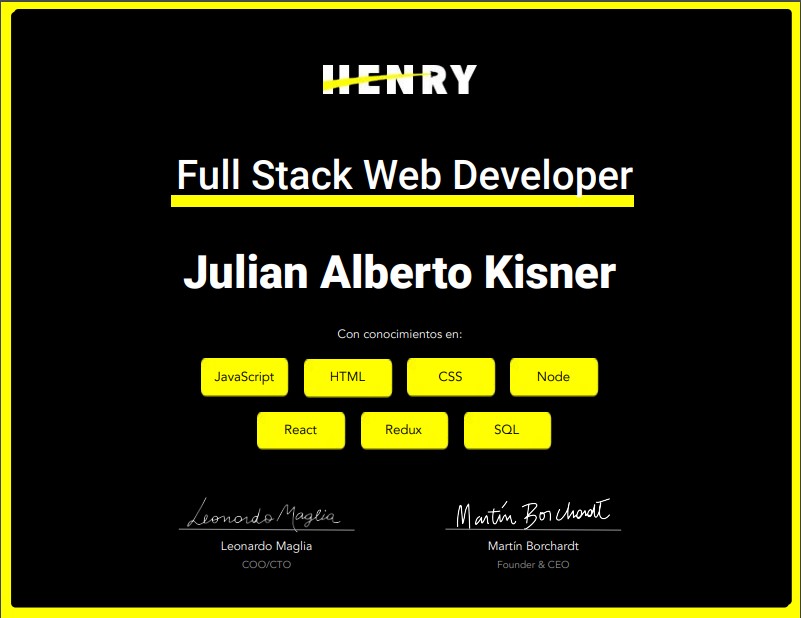 HENRY
Full Stack Web Developer
Julian Alberto Kisner
Con conocimientos en:
JavaScript HTML CSS Node
React Redux SQL
Leonardo Maglia Martín Borchardt
Leonardo Maglia Martín Borchardt
COO/CTO Founder & CEO